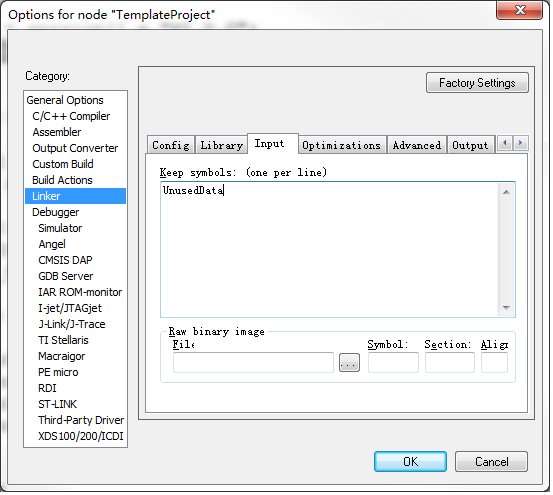 Options for node "TemplateProject"
Category:
Factory Settings
General Options
C/C++ Compiler
Assembler
Output Converter
Custom Build
Build Actions
Linker
Debugger
Simulator
Angel
CMSIS DAP
GDB Server
IAR ROM-monitor
I-jet/JTAGjet
J-Link/J-Trace
TI Stellaris
Macraigor
PE micro
RDI
ST-LINK
Third-Party Driver
XDS100/200/ICDI
Config Library Input Optimizations Advanced Output
Keep symbols: (one per line)
UnusedData
Raw binary image
File Symbol: Section: Align
...
OK Cancel